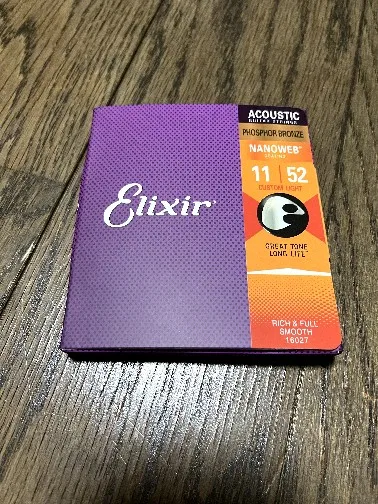 Elixir
ACOUSTIC
GUITAR STRINGS
PHOSPHOR BRONZE
NANOWEB®
COATING
11 | 52
CUSTOM LIGHT
GREAT TONE
LONG LIFE
RICH & FULL
SMOOTH
16027